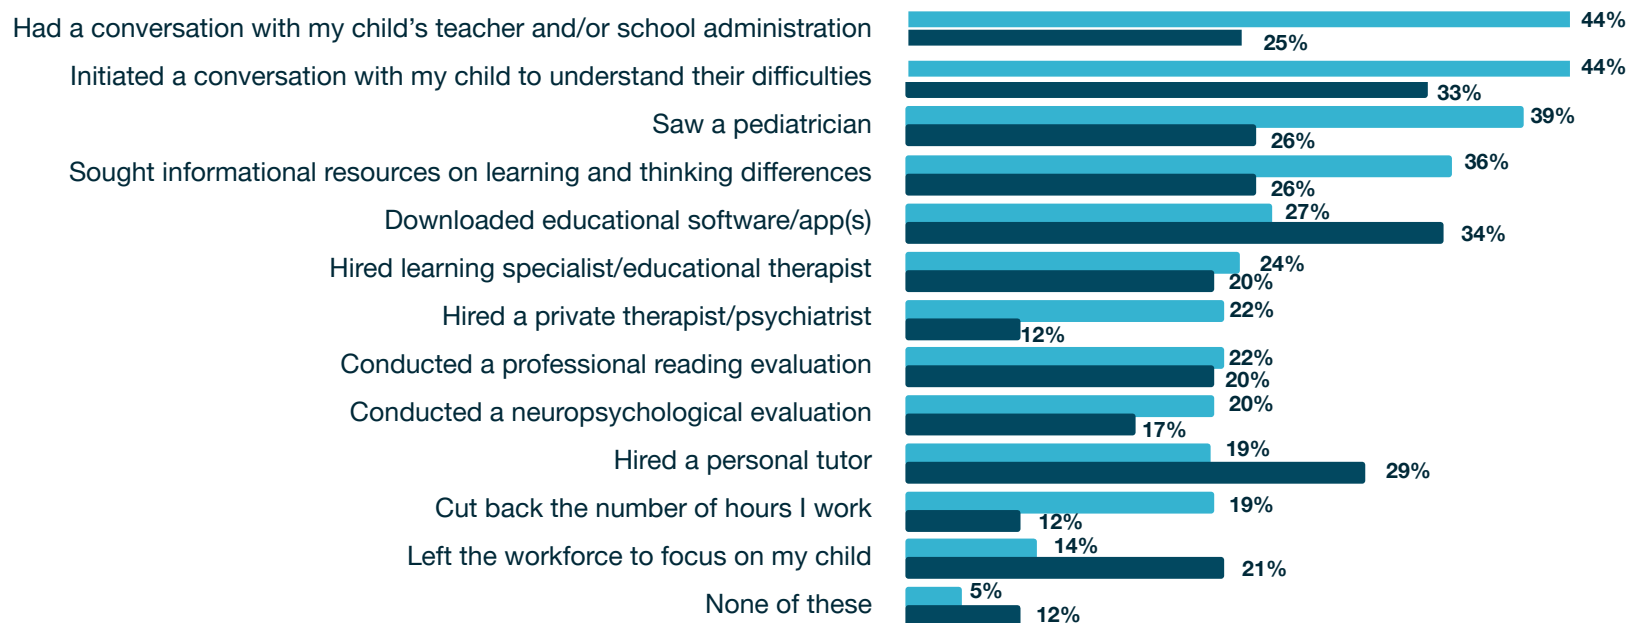 Had a conversation with my child’s teacher and/or school administration 44%
25%
Initiated a conversation with my child to understand their difficulties 44%
33%
Saw a pediatrician 39%
26%
Sought informational resources on learning and thinking differences 36%
26%
Downloaded educational software/app(s) 27%
34%
Hired learning specialist/educational therapist 24%
20%
Hired a private therapist/psychiatrist 22%
12%
Conducted a professional reading evaluation 22%
20%
Conducted a neuropsychological evaluation 20%
17%
Hired a personal tutor 19%
29%
Cut back the number of hours I work 19%
12%
Left the workforce to focus on my child 14%
21%
None of these 5%
12%